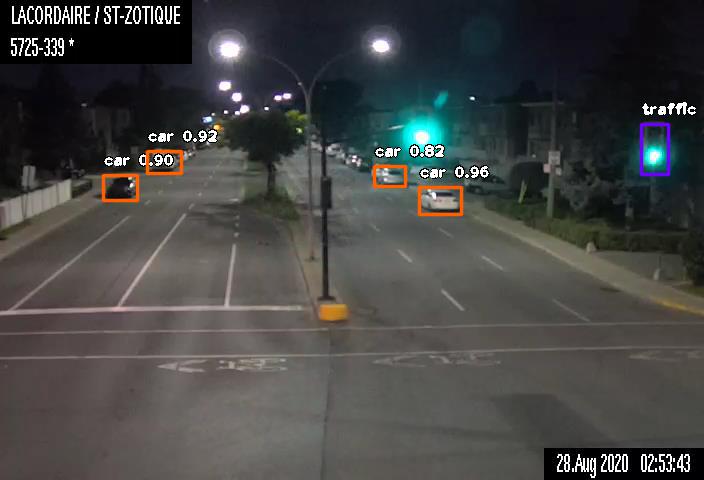 LACORDAIRE / ST-ZOTIQUE
5725-339 *
traffic
car 0.92
car 0.90
car 0.82
car 0.96
28.Aug 2020 02:53:43